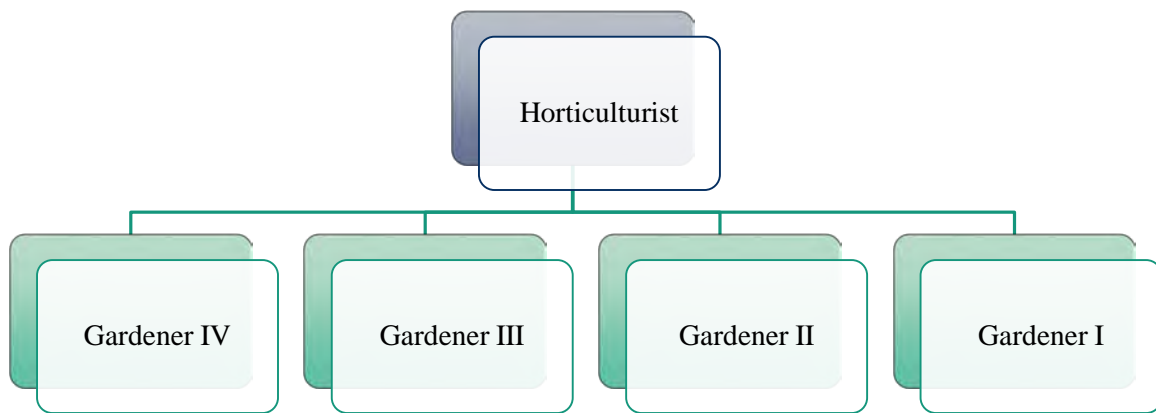 Horticulturist
Gardener IV
Gardener III
Gardener II
Gardener I